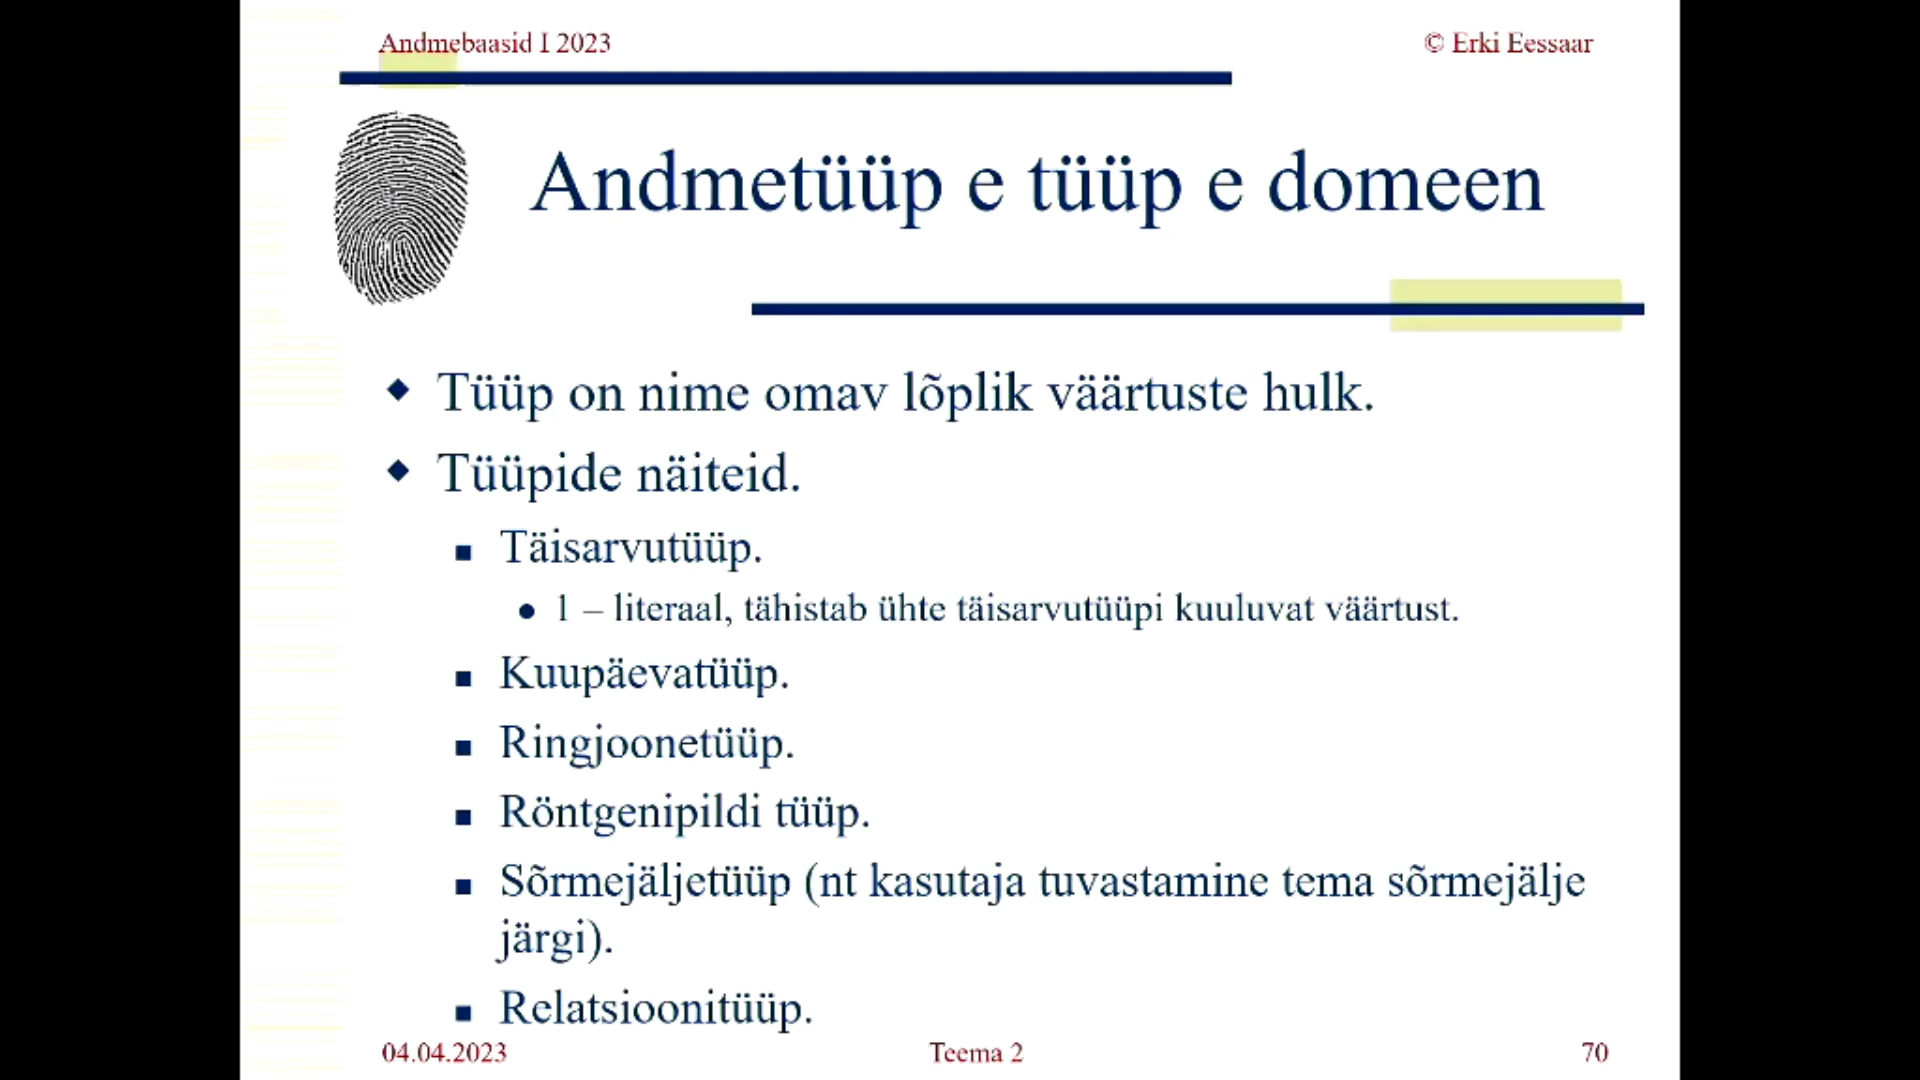 Andmebaasid I 2023
© Erki Eessaar
Andmetüüp e tüüp e domeen
Tüüp on nime omav lõplik väärtuste hulk.
Tüüpide näiteid.
Täisarvutüüp.
1 – literaal, tähistab ühte täisarvutüüpi kuuluvat väärtust.
Kuupäevatüüp.
Ringjoonetüüp.
Röntgenipildi tüüp.
Sõrmejäljetüüp (nt kasutaja tuvastamine tema sõrmejälje
järgi).
Relatsioonitüüp.
04.04.2023
Teema 2
70